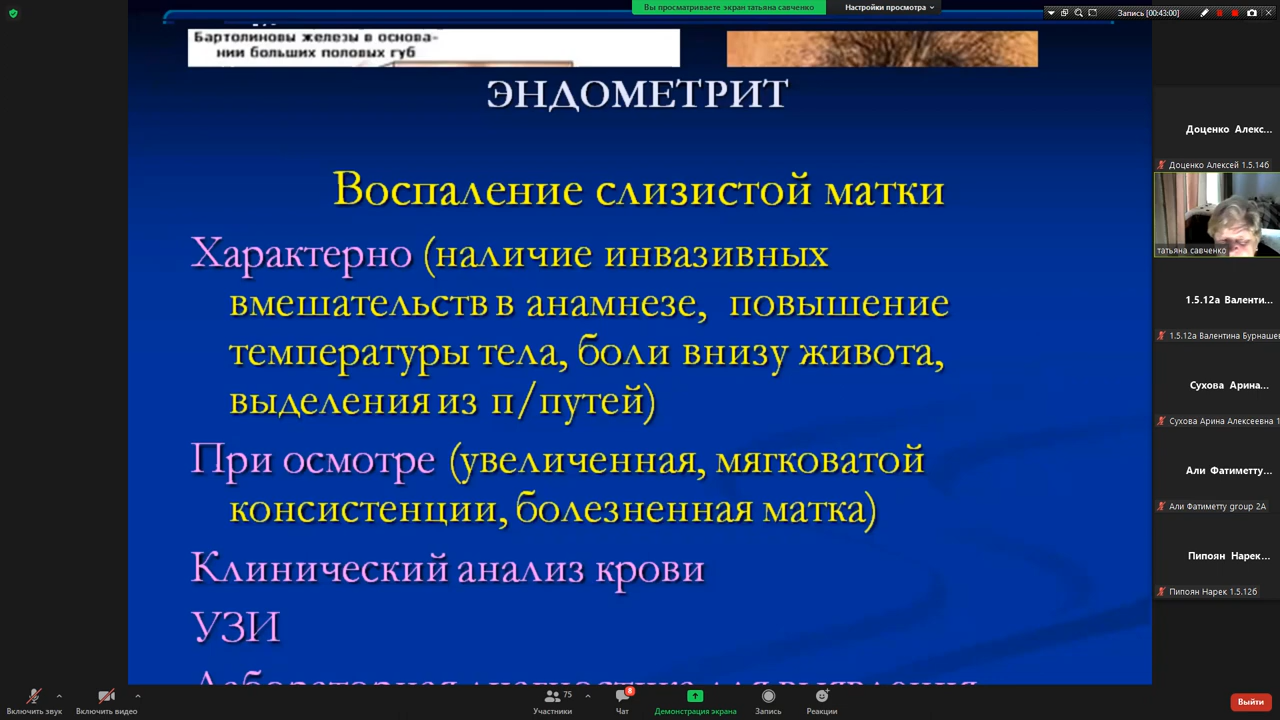 Вы просматриваете экран татьяна савченко
Настройки просмотра
Запись [00:43:00]
Бартолиновы железы в основа-
нии больших половых губ
ЭНДОМЕТРИТ
Воспаление слизистой матки
Характерно (наличие инвазивных
вмешательств в анамнезе, повышение
температуры тела, боли внизу живота,
выделения из п/путей)
При осмотре (увеличенная, мягковатой
консистенции, болезненная матка)
Клинический анализ крови
УЗИ
Лабораторная диагностика для выявления
Доценко Алекс...
Доценко Алексей 1.5.14б
татьяна савченко
1.5.12а Валенти...
1.5.12а Валентина Бурнаше
Сухова Арина...
Сухова Арина Алексеевна 1
Али Фатиметту...
Али Фатиметту group 2A
Пипоян Нарек...
Пипоян Нарек 1.5.12б
Включить звук
Включить видео
75
Участники
8
Чат
Демонстрация экрана
Запись
Реакции
Выйти